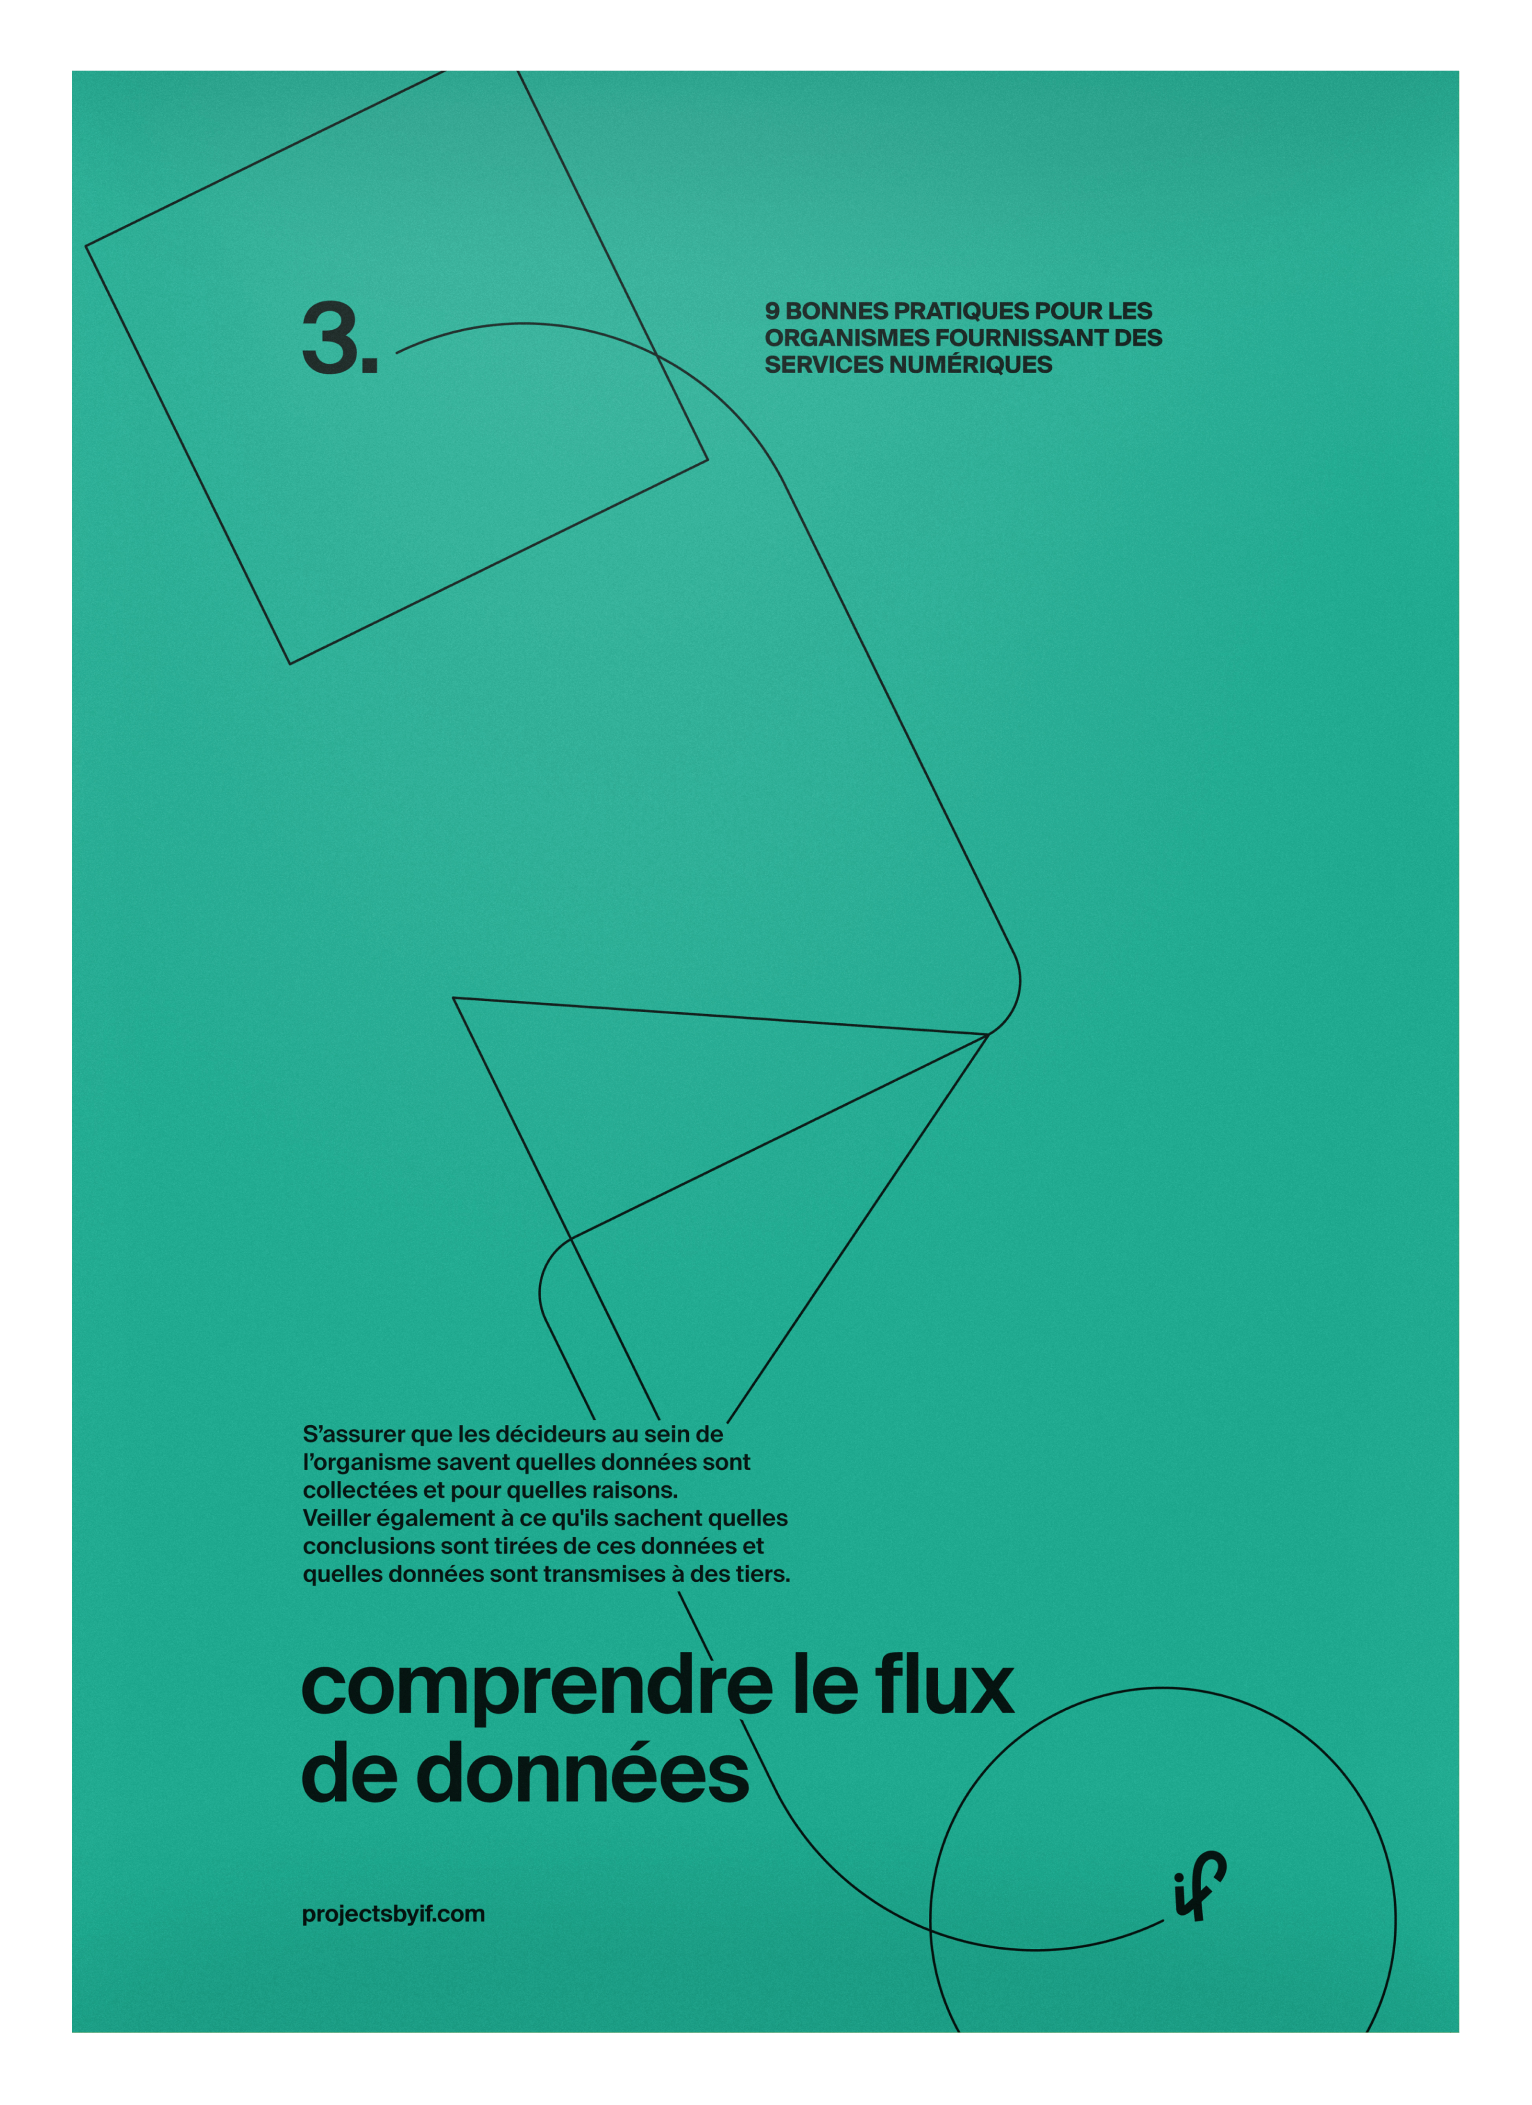 3.
9 BONNES PRATIQUES POUR LES
ORGANISMES FOURNISSANT DES
SERVICES NUMÉRIQUES
S’assurer que les décideurs au sein de
l’organisme savent quelles données sont
collectées et pour quelles raisons.
Veiller également à ce qu'ils sachent quelles
conclusions sont tirées de ces données et
quelles données sont transmises à des tiers.
comprendre le flux
de données
projectsbyif.com
if